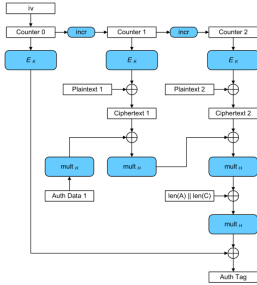 iv
Counter 0
incr
Counter 1
incr
Counter 2
E K
E K
E K
Plaintext 1
Plaintext 2
Ciphertext 1
Ciphertext 2
mult H
mult H
mult H
Auth Data 1
len(A) || len(C)
mult H
Auth Tag